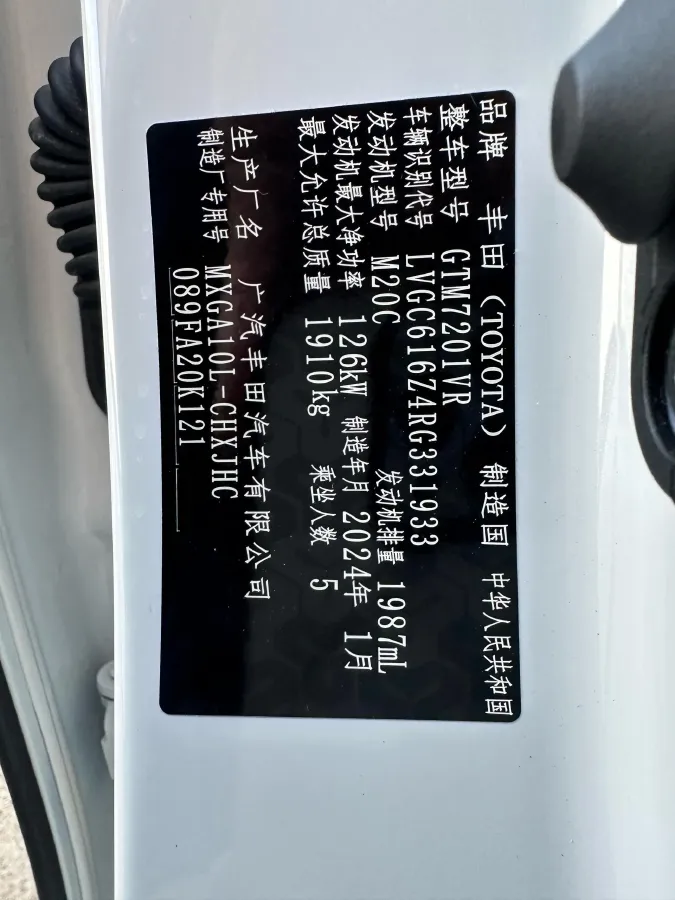 品牌 丰田（TOYOTA） 制造国 中华人民共和国
整车型号 GTM7201VR
车辆识别代号 LVGC616Z4RG331933
发动机型号 M20C 发动机排量 1987mL
发动机最大净功率 126kW 制造年月 2024年 1月
最大允许总质量 1910kg 乘坐人数 5
生产厂名 广汽丰田汽车有限公司
制造厂专用号 MXGA10L-CHXJHC
089FA20K121